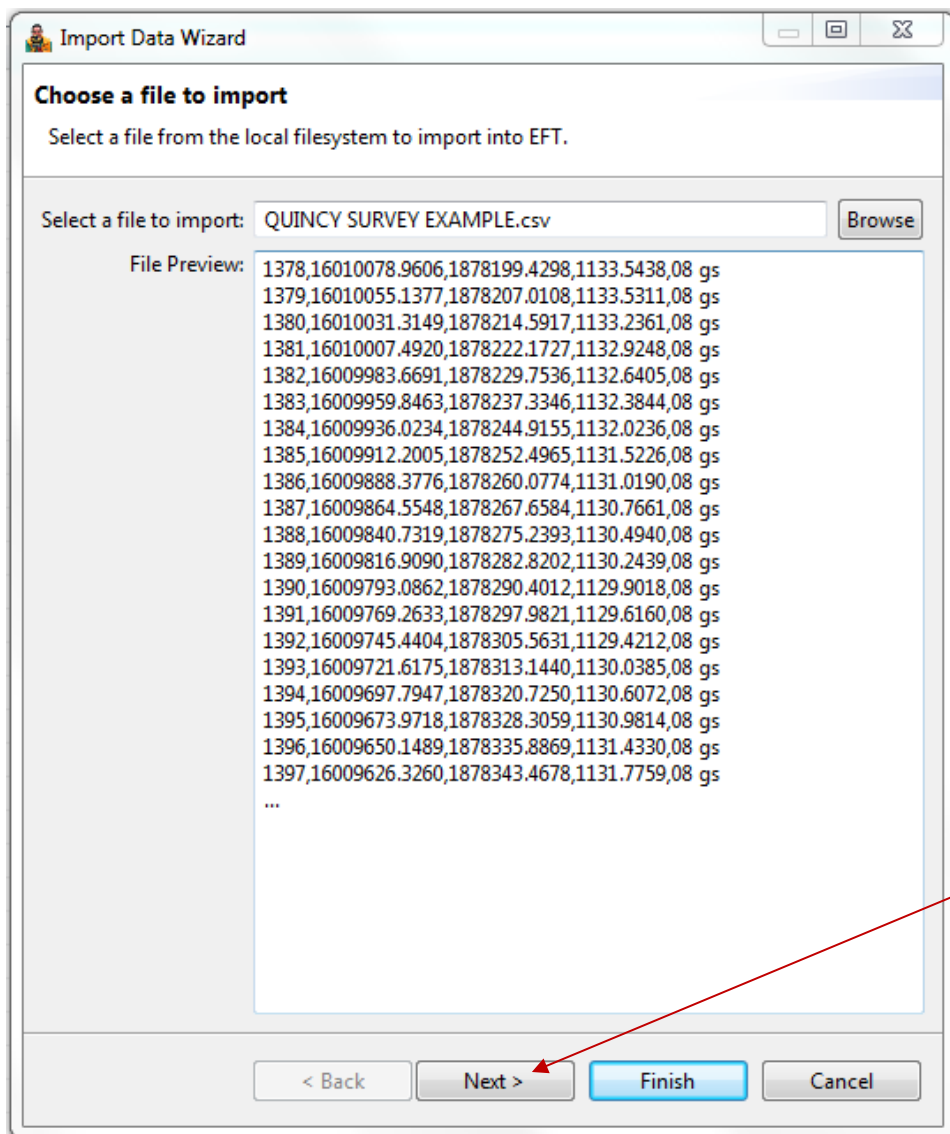 Import Data Wizard
Choose a file to import
Select a file from the local filesystem to import into EFT.
Select a file to import: QUINCY SURVEY EXAMPLE.csv Browse
File Preview:
1378,16010078.9606,1878199.4298,1133.5438,08 gs
1379,16010055.1377,1878207.0108,1133.5311,08 gs
1380,16010031.3149,1878214.5917,1133.2361,08 gs
1381,16010007.4920,1878222.1727,1132.9248,08 gs
1382,16009983.6691,1878229.7536,1132.6405,08 gs
1383,16009959.8463,1878237.3346,1132.3844,08 gs
1384,16009936.0234,1878244.9155,1132.0236,08 gs
1385,16009912.2005,1878252.4965,1131.5226,08 gs
1386,16009888.3776,1878260.0774,1131.0190,08 gs
1387,16009864.5548,1878267.6584,1130.7661,08 gs
1388,16009840.7319,1878275.2393,1130.4940,08 gs
1389,16009816.9090,1878282.8202,1130.2439,08 gs
1390,16009793.0862,1878290.4012,1129.9018,08 gs
1391,16009769.2633,1878297.9821,1129.6160,08 gs
1392,16009745.4404,1878305.5631,1129.4212,08 gs
1393,16009721.6175,1878313.1440,1130.0385,08 gs
1394,16009697.7947,1878320.7250,1130.6072,08 gs
1395,16009673.9718,1878328.3059,1130.9814,08 gs
1396,16009650.1489,1878335.8869,1131.4330,08 gs
1397,16009626.3260,1878343.4678,1131.7759,08 gs
...
< Back Next > Finish Cancel